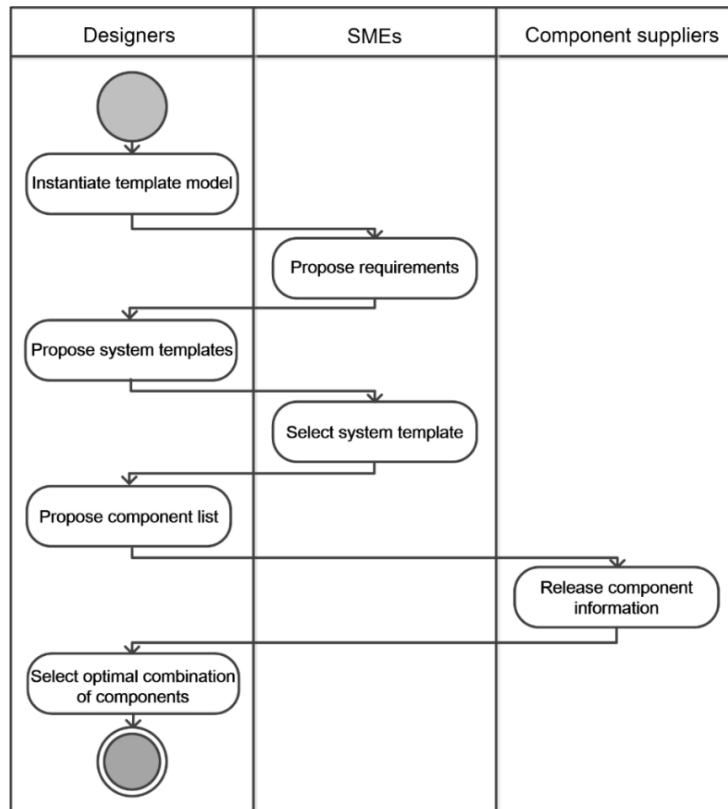 Designers
SMEs
Component suppliers
Instantiate template model
Propose requirements
Propose system templates
Select system template
Propose component list
Release component
information
Select optimal combination
of components